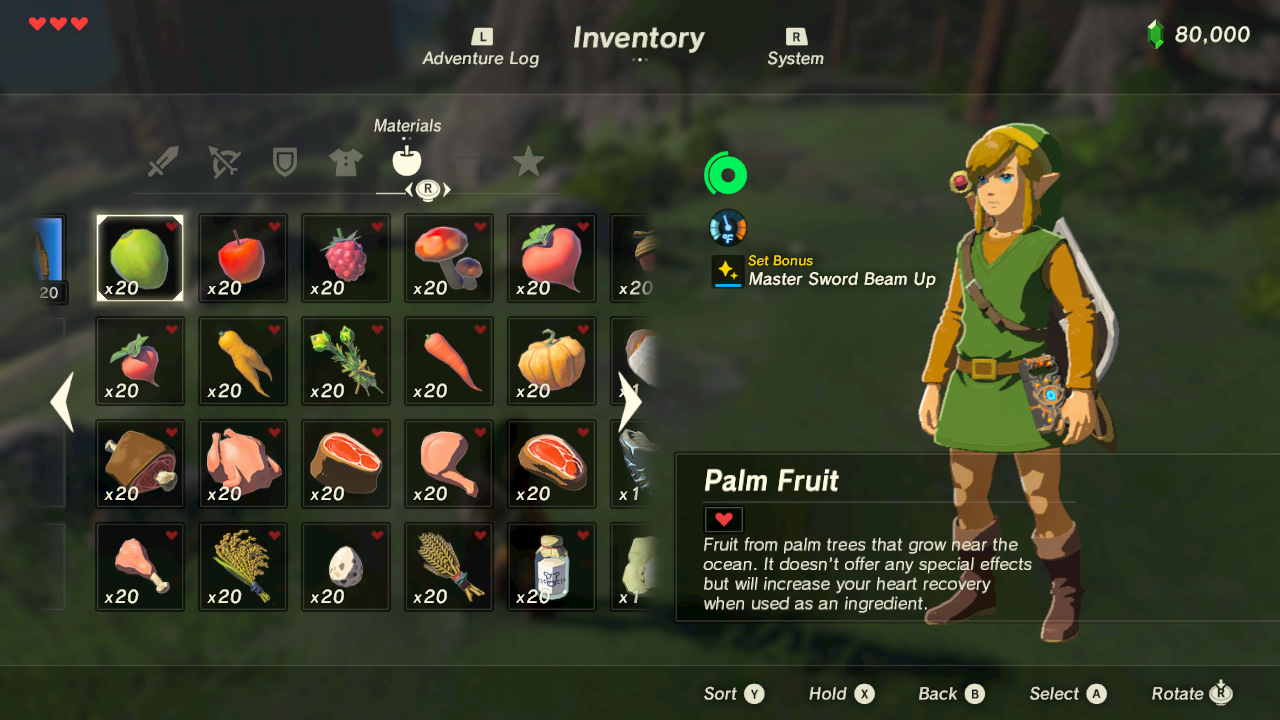 L
Inventory
R
80,000
Adventure Log
System
Materials
R
°F
Set Bonus
Master Sword Beam Up
20
x20
x20
x20
x20
x20
x20
x20
x20
x20
x20
x20
x1
x20
x20
x20
x20
x20
x1
x20
x20
x20
x20
x20
x1
Palm Fruit
Fruit from palm trees that grow near the
ocean. It doesn't offer any special effects
but will increase your heart recovery
when used as an ingredient.
Sort Y
Hold X
Back B
Select A
Rotate R